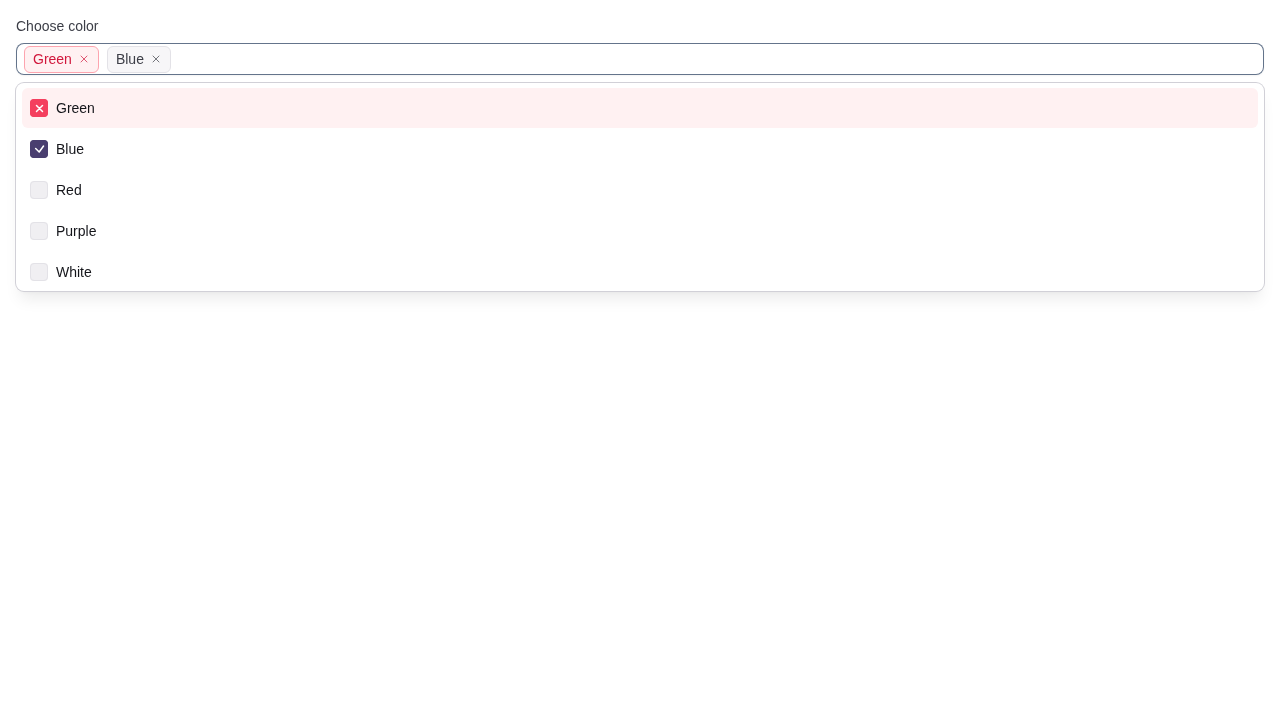 Choose color
Green Blue
Green
Blue
Red
Purple
White